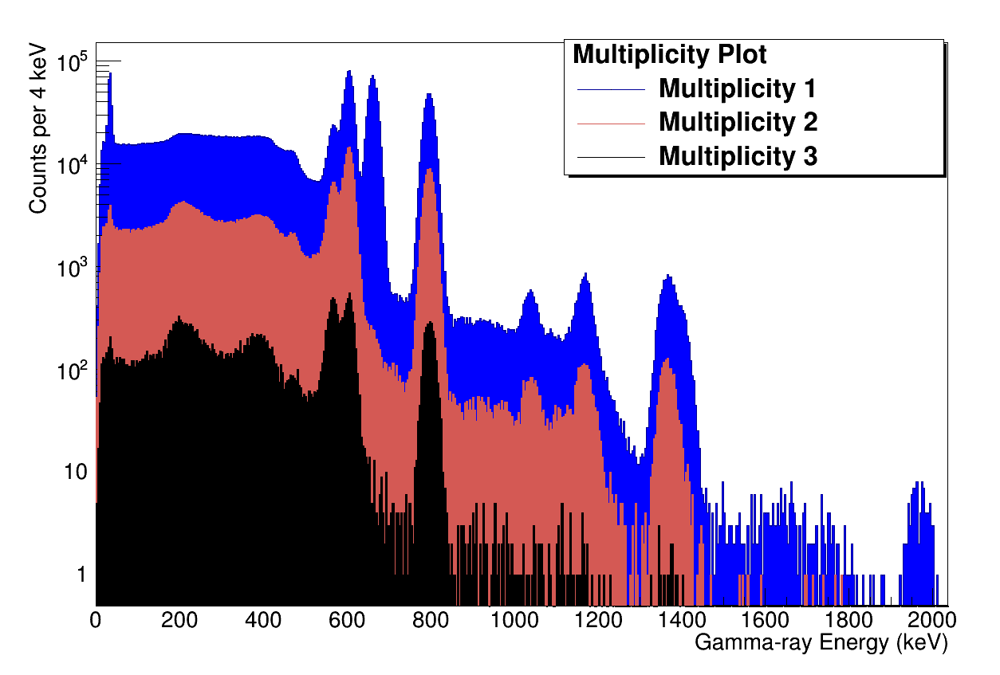 Counts per 4 keV
10^5
10^4
10^3
10^2
10
1
Multiplicity Plot
Multiplicity 1
Multiplicity 2
Multiplicity 3
0 200 400 600 800 1000 1200 1400 1600 1800 2000
Gamma-ray Energy (keV)